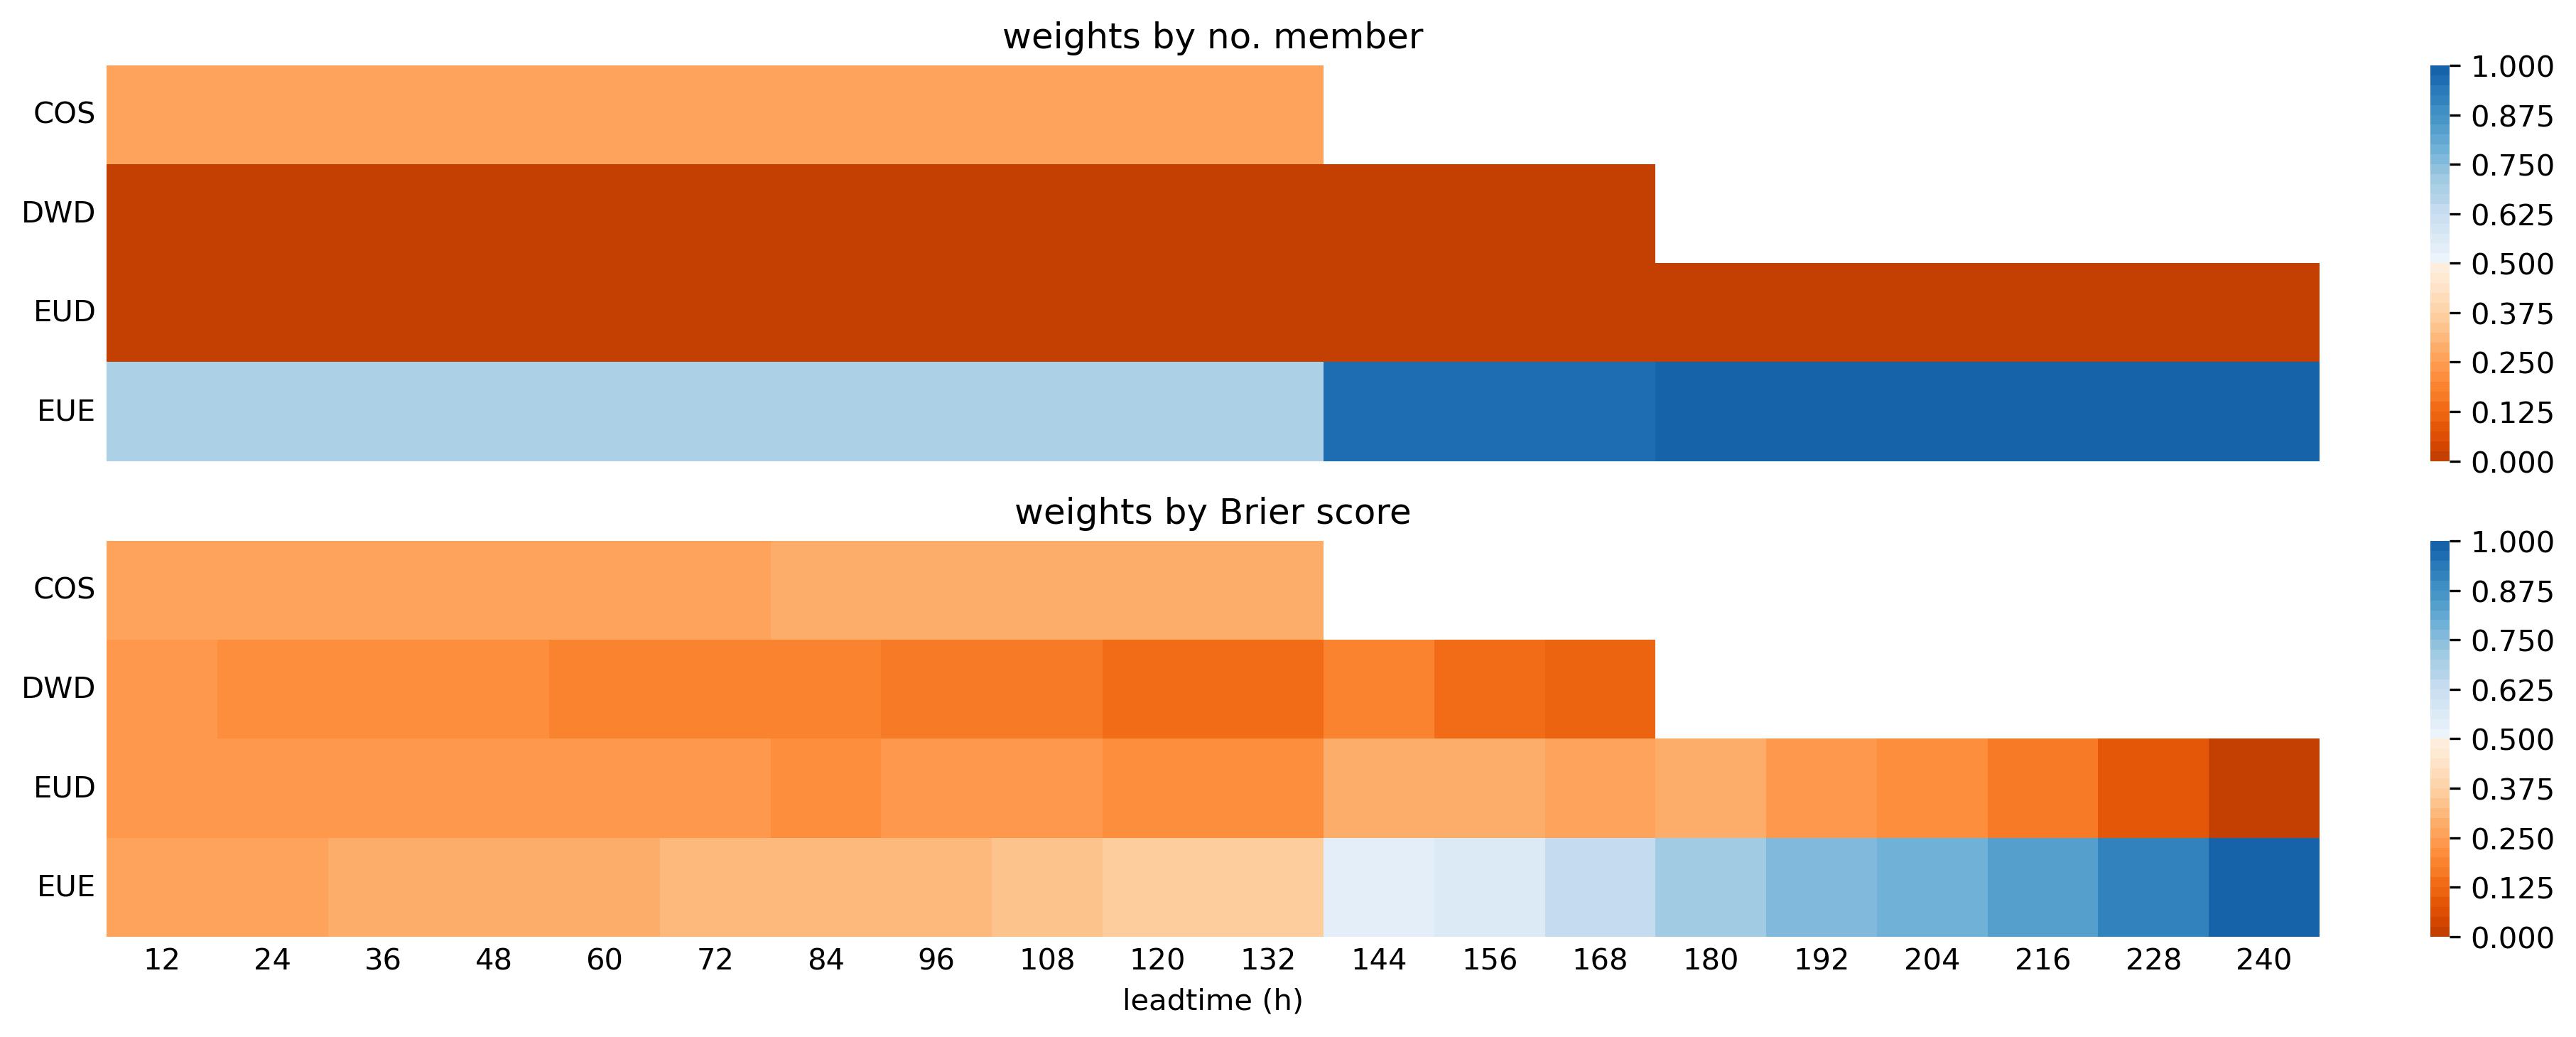 weights by no. member
COS
DWD
EUD
EUE
1.000
0.875
0.750
0.625
0.500
0.375
0.250
0.125
0.000
weights by Brier score
COS
DWD
EUD
EUE
12 24 36 48 60 72 84 96 108 120 132 144 156 168 180 192 204 216 228 240
leadtime (h)
1.000
0.875
0.750
0.625
0.500
0.375
0.250
0.125
0.000